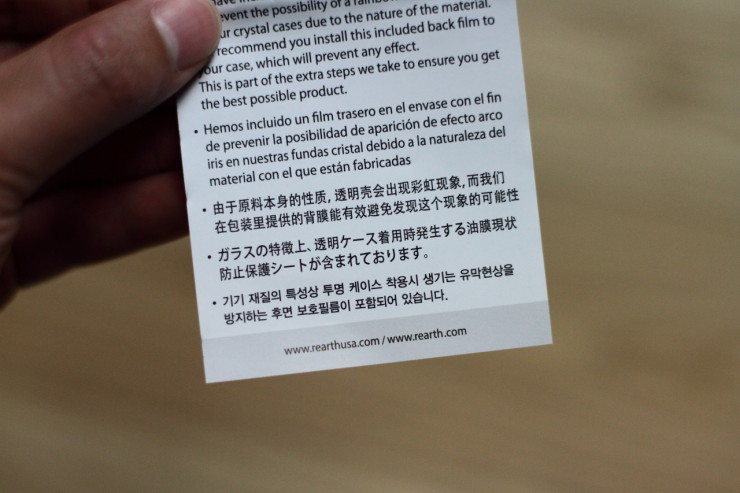 the possibility of a
crystal cases due to the nature of the material.
recommend you install this included back film to
your case, which will prevent any effect.
This is part of the extra steps we take to ensure you get
the best possible product.
• Hemos incluido un film trasero en el envase con el fin
de prevenir la posibilidad de aparición de efecto arco
iris en nuestras fundas cristal debido a la naturaleza del
material con el que están fabricadas
• 由于原料本身的性质, 透明壳会出现彩虹现象, 而我们
在包装里提供的背膜能有效避免发现这个现象的可能性
• ガラスの特徴上、透明ケース着用時発生する油膜現状
防止保護シートが含まれております。
• 기기 재질의 특성상 투명 케이스 착용시 생기는 유막현상을
방지하는 후면 보호필름이 포함되어 있습니다.
www.rearthusa.com / www.rearth.com